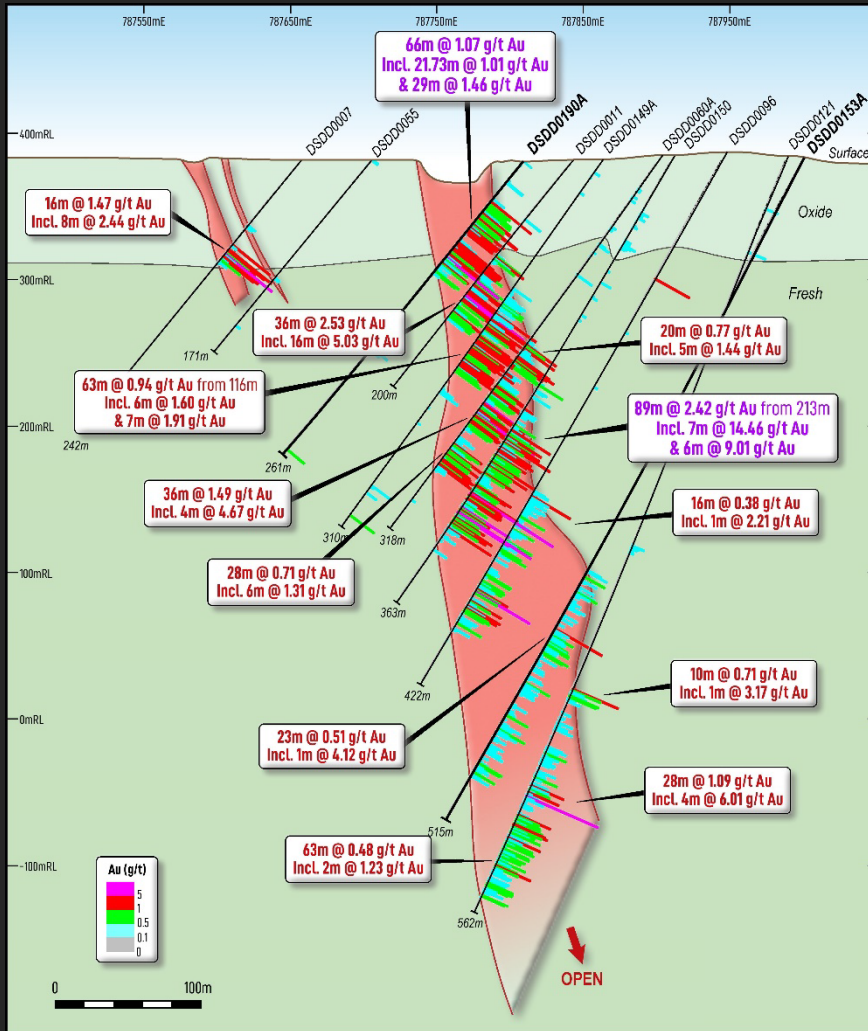 787550mE
787650mE
787750mE
787850mE
787950mE
66m @ 1.07 g/t Au
Incl. 21.73m @ 1.01 g/t Au
& 29m @ 1.46 g/t Au
400mRL
DSDD0007
DSDD0055
DSDD0190A
DSDD0011
DSDD0149A
DSDD0060A
DSDD0150
DSDD0096
DSDD0121
DSDD0153A
Surface
16m @ 1.47 g/t Au
Incl. 8m @ 2.44 g/t Au
Oxide
300mRL
Fresh
36m @ 2.53 g/t Au
Incl. 16m @ 5.03 g/t Au
20m @ 0.77 g/t Au
Incl. 5m @ 1.44 g/t Au
171m
200m
63m @ 0.94 g/t Au from 116m
Incl. 6m @ 1.60 g/t Au
& 7m @ 1.91 g/t Au
89m @ 2.42 g/t Au from 213m
Incl. 7m @ 14.46 g/t Au
& 6m @ 9.01 g/t Au
200mRL
242m
261m
36m @ 1.49 g/t Au
Incl. 4m @ 4.67 g/t Au
16m @ 0.38 g/t Au
Incl. 1m @ 2.21 g/t Au
310m
318m
28m @ 0.71 g/t Au
Incl. 6m @ 1.31 g/t Au
100mRL
363m
422m
10m @ 0.71 g/t Au
Incl. 1m @ 3.17 g/t Au
0mRL
23m @ 0.51 g/t Au
Incl. 1m @ 4.12 g/t Au
28m @ 1.09 g/t Au
Incl. 4m @ 6.01 g/t Au
515m
63m @ 0.48 g/t Au
Incl. 2m @ 1.23 g/t Au
-100mRL
562m
Au (g/t)
5
1
0.5
0.1
0
OPEN
0
100m